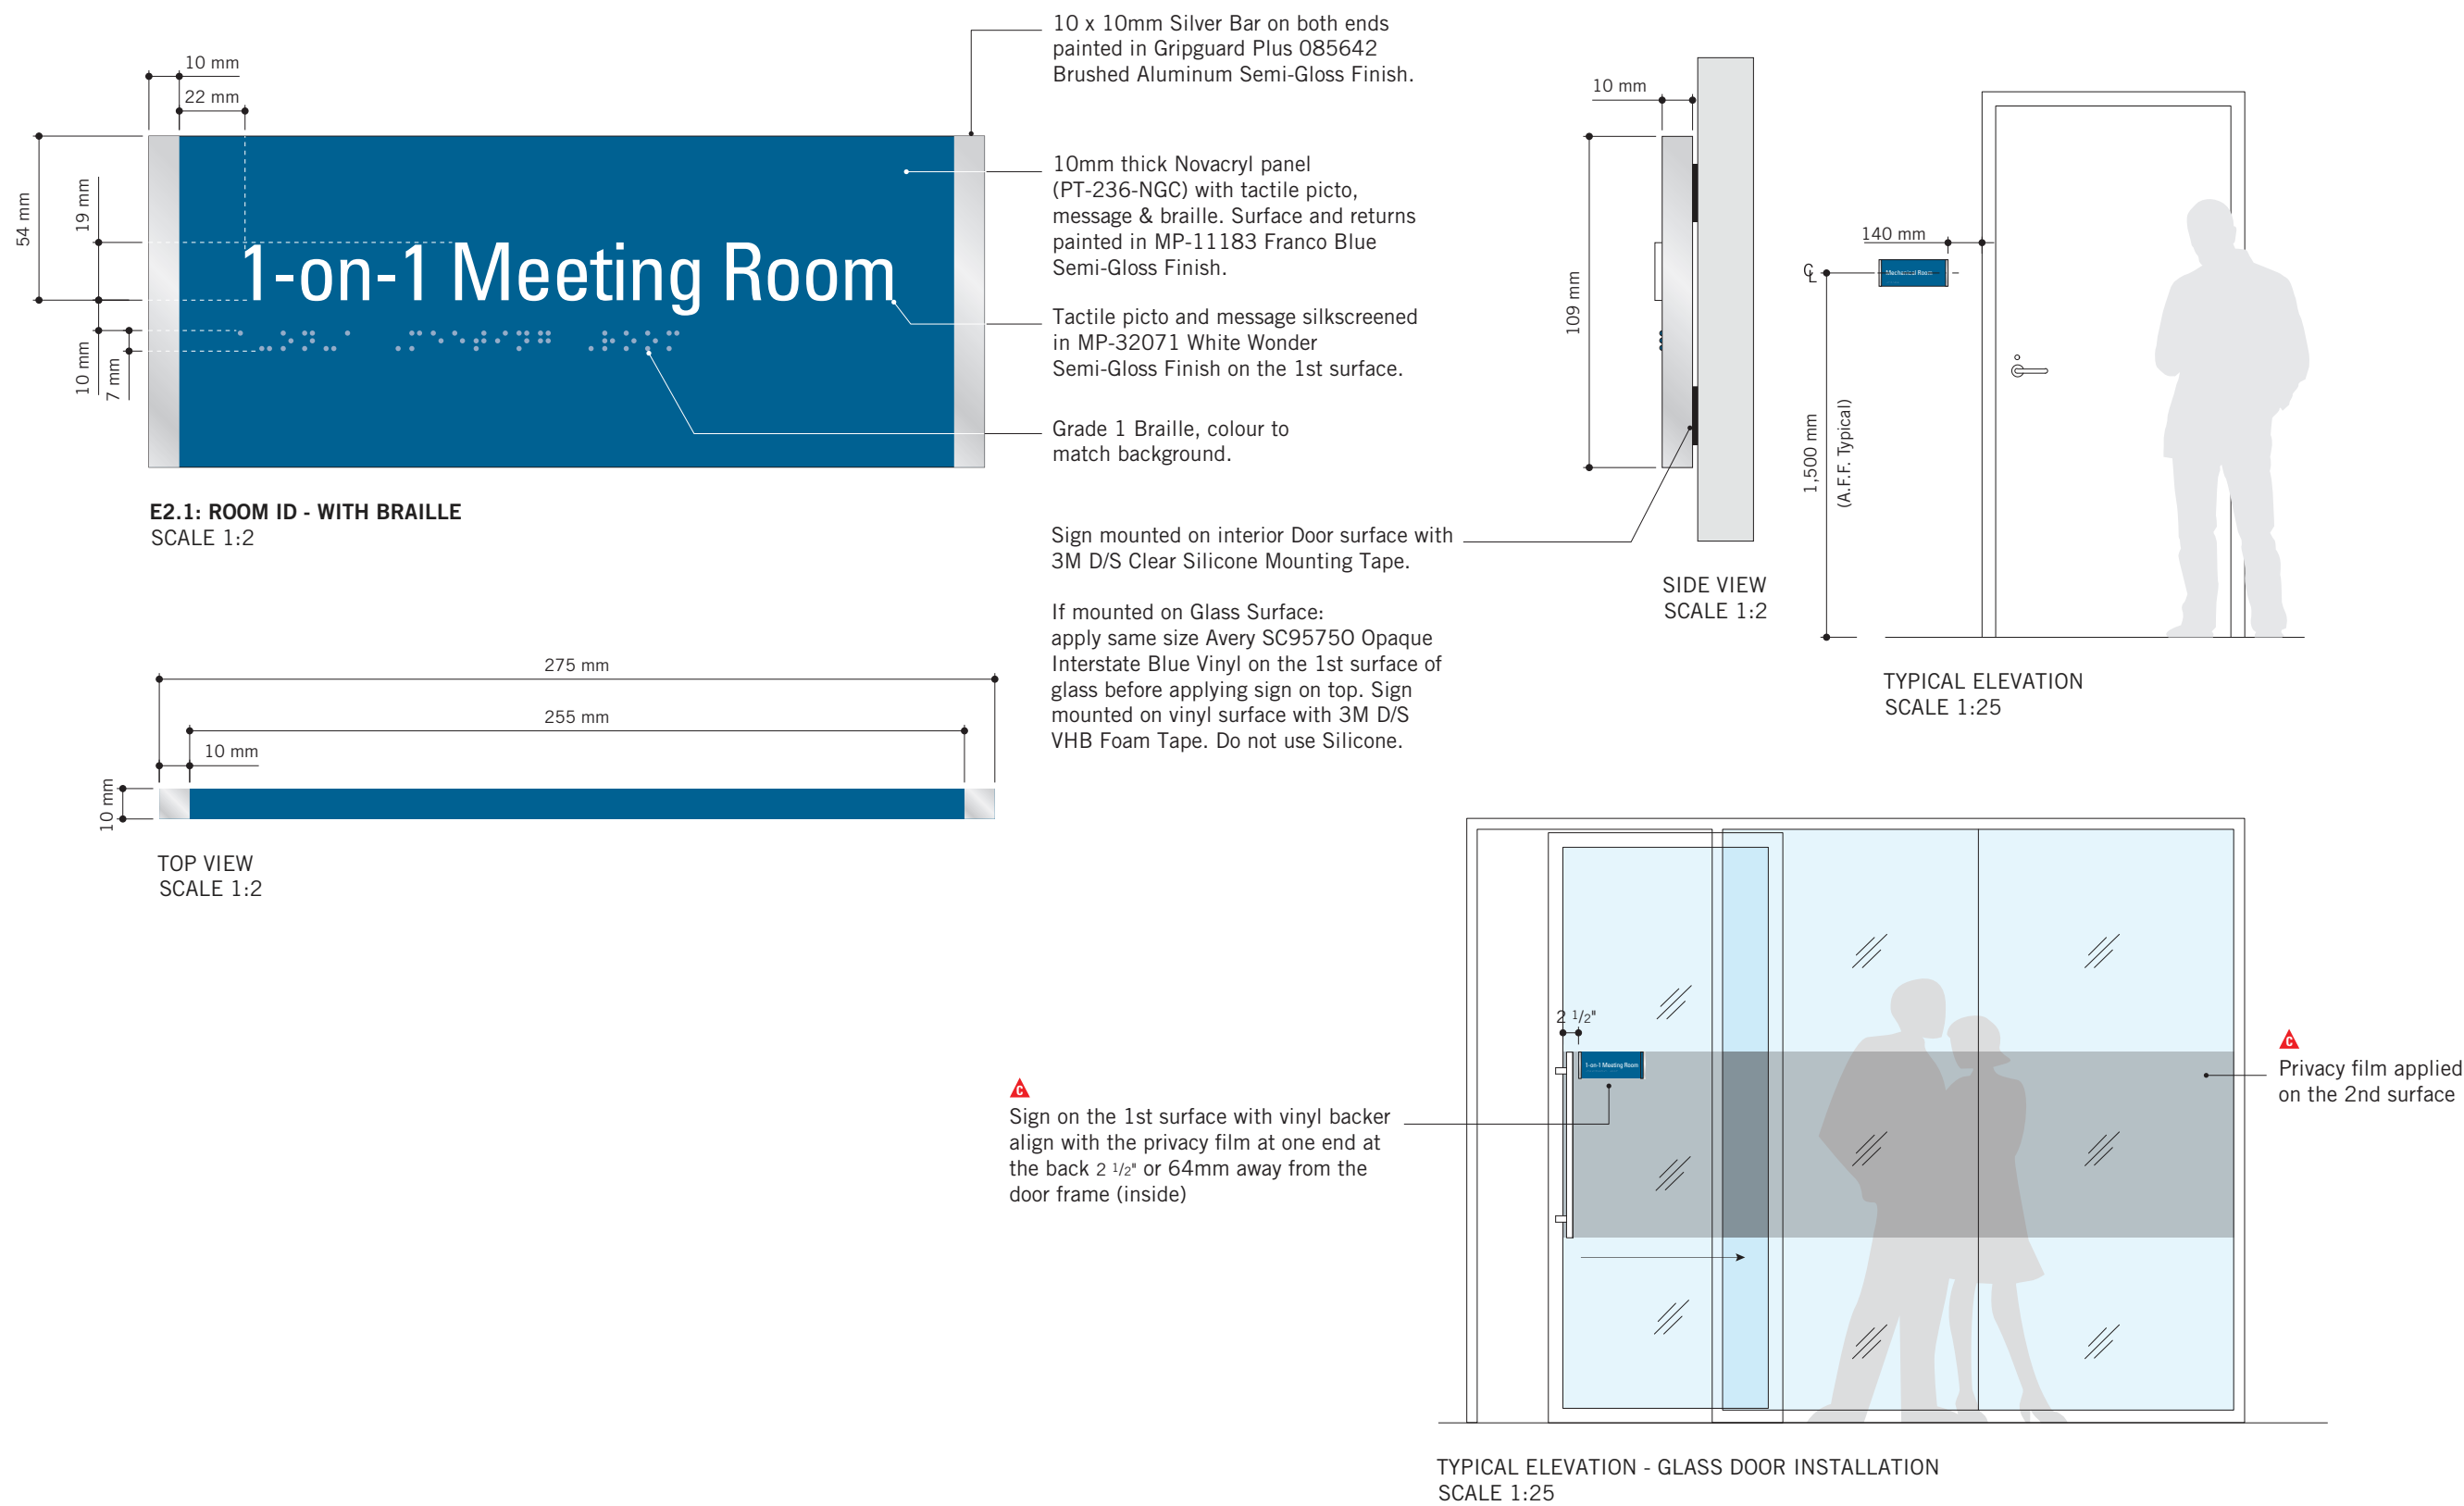 10 mm
22 mm
54 mm
19 mm
10 mm
7 mm
1-on-1 Meeting Room
10 x 10mm Silver Bar on both ends
painted in Gripguard Plus 085642
Brushed Aluminum Semi-Gloss Finish.
10mm thick Novacryl panel
(PT-236-NGC) with tactile picto,
message & braille. Surface and returns
painted in MP-11183 Franco Blue
Semi-Gloss Finish.
Tactile picto and message silkscreened
in MP-32071 White Wonder
Semi-Gloss Finish on the 1st surface.
Grade 1 Braille, colour to
match background.
E2.1: ROOM ID - WITH BRAILLE
SCALE 1:2
Sign mounted on interior Door surface with
3M D/S Clear Silicone Mounting Tape.
If mounted on Glass Surface:
apply same size Avery SC95750 Opaque
Interstate Blue Vinyl on the 1st surface of
glass before applying sign on top. Sign
mounted on vinyl surface with 3M D/S
VHB Foam Tape. Do not use Silicone.
10 mm
109 mm
SIDE VIEW
SCALE 1:2
140 mm
Mechanical Room
1,500 mm
(A.F.F. Typical)
TYPICAL ELEVATION
SCALE 1:25
275 mm
255 mm
10 mm
10 mm
TOP VIEW
SCALE 1:2
2 1/2"
1-on-1 Meeting Room
C
Sign on the 1st surface with vinyl backer
align with the privacy film at one end at
the back 2 1/2" or 64mm away from the
door frame (inside)
C
Privacy film applied
on the 2nd surface
TYPICAL ELEVATION - GLASS DOOR INSTALLATION
SCALE 1:25